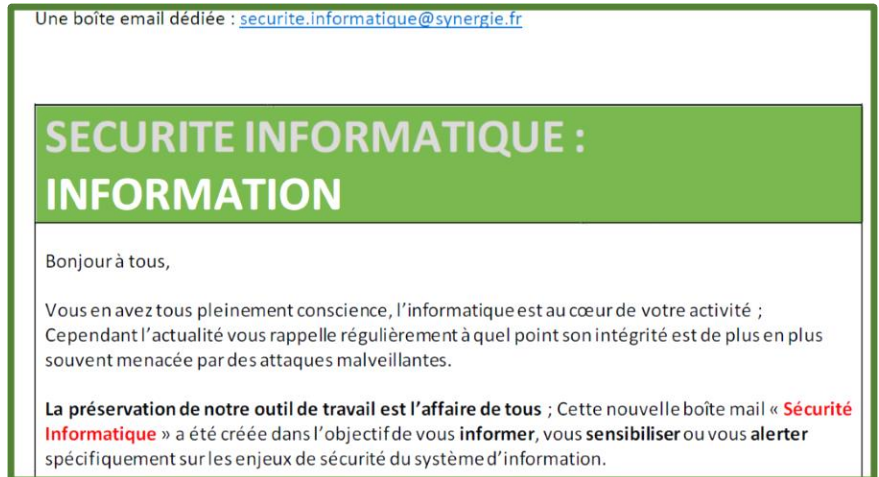 Une boîte email dédiée : securite.informatique@synergie.fr
SECURITE INFORMATIQUE :
INFORMATION
Bonjour à tous,
Vous en avez tous pleinement conscience, l’informatique est au cœur de votre activité ;
Cependant l’actualité vous rappelle régulièrement à quel point son intégrité est de plus en plus
souvent menacée par des attaques malveillantes.
La préservation de notre outil de travail est l’affaire de tous ; Cette nouvelle boîte mail « Sécurité
Informatique » a été créée dans l’objectif de vous informer, vous sensibiliser ou vous alerter
spécifiquement sur les enjeux de sécurité du système d’information.